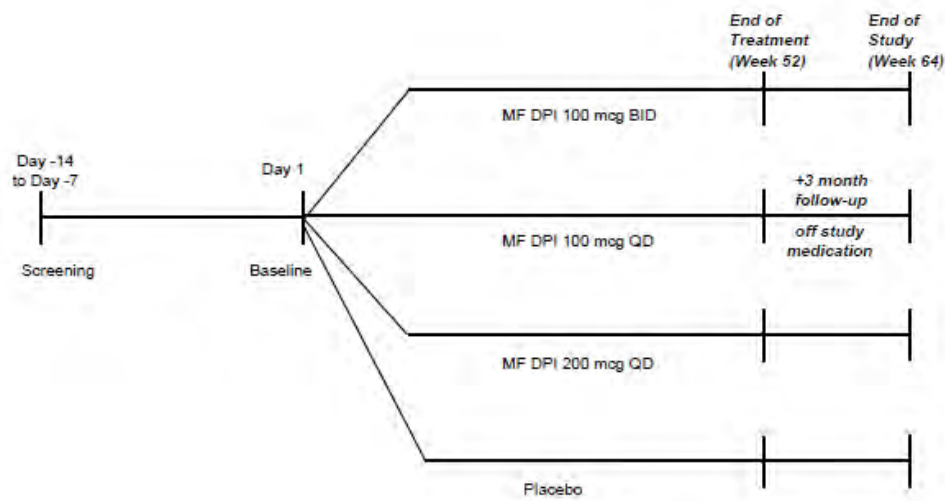 End of
Treatment
(Week 52)
End of
Study
(Week 64)
MF DPI 100 mcg BID
Day -14
to Day -7
Day 1
+3 month
follow-up
Screening
Baseline
MF DPI 100 mcg QD
off study
medication
MF DPI 200 mcg QD
Placebo